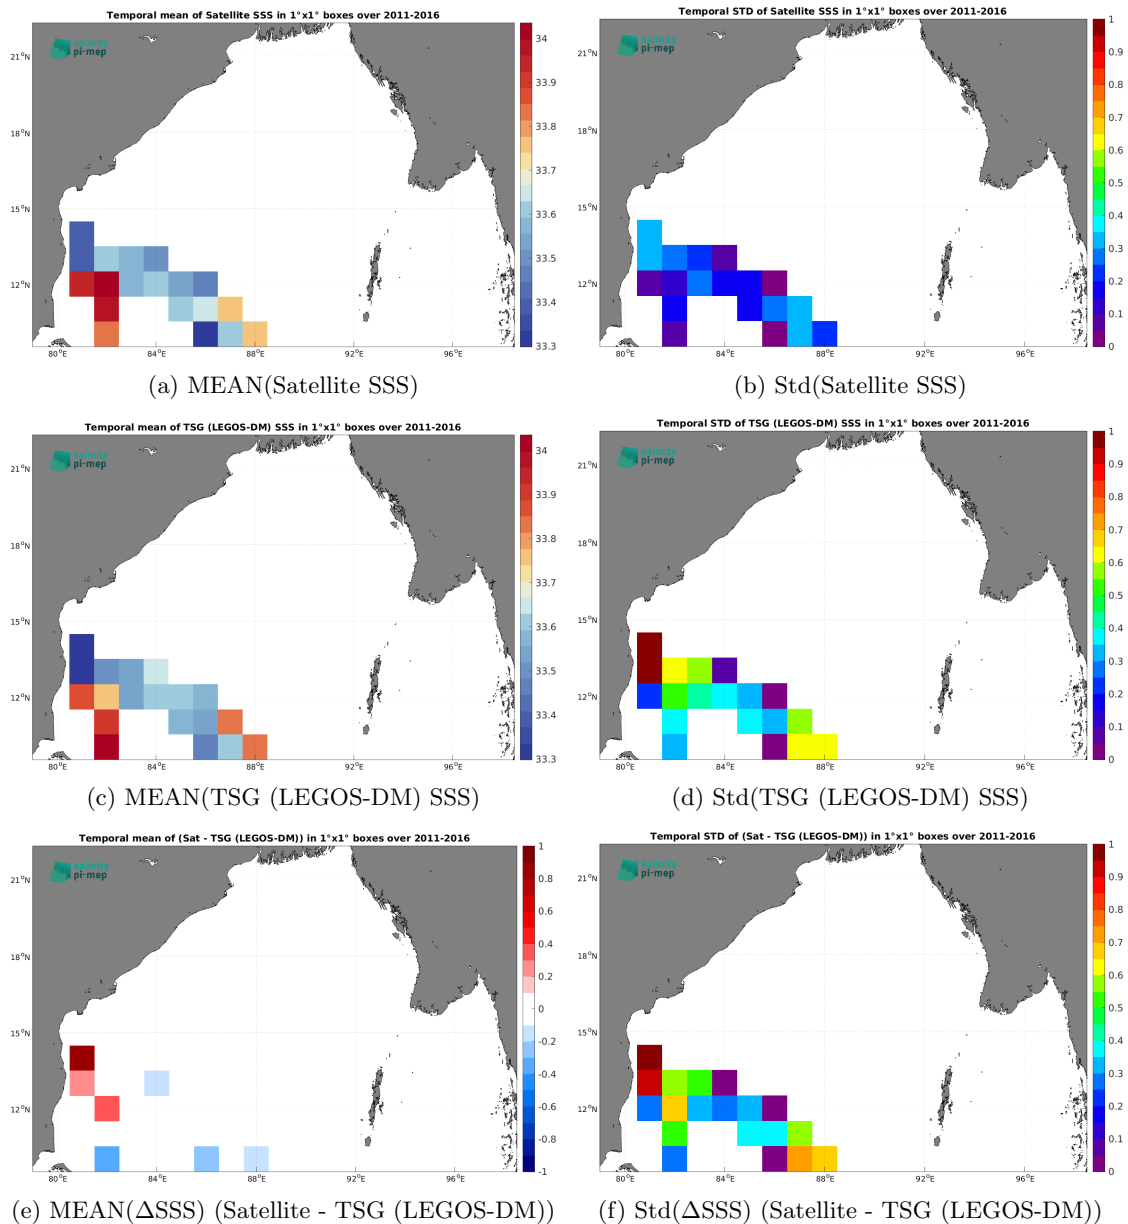 Temporal mean of Satellite SSS in 1°x1° boxes over 2011-2016
salinity
pi-mep
21°N
18°N
15°N
12°N
80°E
84°E
88°E
92°E
96°E
34
33.9
33.8
33.7
33.6
33.5
33.4
33.3
(a) MEAN(Satellite SSS)
Temporal STD of Satellite SSS in 1°x1° boxes over 2011-2016
salinity
pi-mep
21°N
18°N
15°N
12°N
80°E
84°E
88°E
92°E
96°E
1
0.9
0.8
0.7
0.6
0.5
0.4
0.3
0.2
0.1
0
(b) Std(Satellite SSS)
Temporal mean of TSG (LEGOS-DM) SSS in 1°x1° boxes over 2011-2016
salinity
pi-mep
21°N
18°N
15°N
12°N
80°E
84°E
88°E
92°E
96°E
34
33.9
33.8
33.7
33.6
33.5
33.4
33.3
(c) MEAN(TSG (LEGOS-DM) SSS)
Temporal STD of TSG (LEGOS-DM) SSS in 1°x1° boxes over 2011-2016
salinity
pi-mep
21°N
18°N
15°N
12°N
80°E
84°E
88°E
92°E
96°E
1
0.9
0.8
0.7
0.6
0.5
0.4
0.3
0.2
0.1
0
(d) Std(TSG (LEGOS-DM) SSS)
Temporal mean of (Sat - TSG (LEGOS-DM)) in 1°x1° boxes over 2011-2016
salinity
pi-mep
21°N
18°N
15°N
12°N
80°E
84°E
88°E
92°E
96°E
1
0.8
0.6
0.4
0.2
0
-0.2
-0.4
-0.6
-0.8
-1
(e) MEAN(ΔSSS) (Satellite - TSG (LEGOS-DM))
Temporal STD of (Sat - TSG (LEGOS-DM)) in 1°x1° boxes over 2011-2016
salinity
pi-mep
21°N
18°N
15°N
12°N
80°E
84°E
88°E
92°E
96°E
1
0.9
0.8
0.7
0.6
0.5
0.4
0.3
0.2
0.1
0
(f) Std(ΔSSS) (Satellite - TSG (LEGOS-DM))